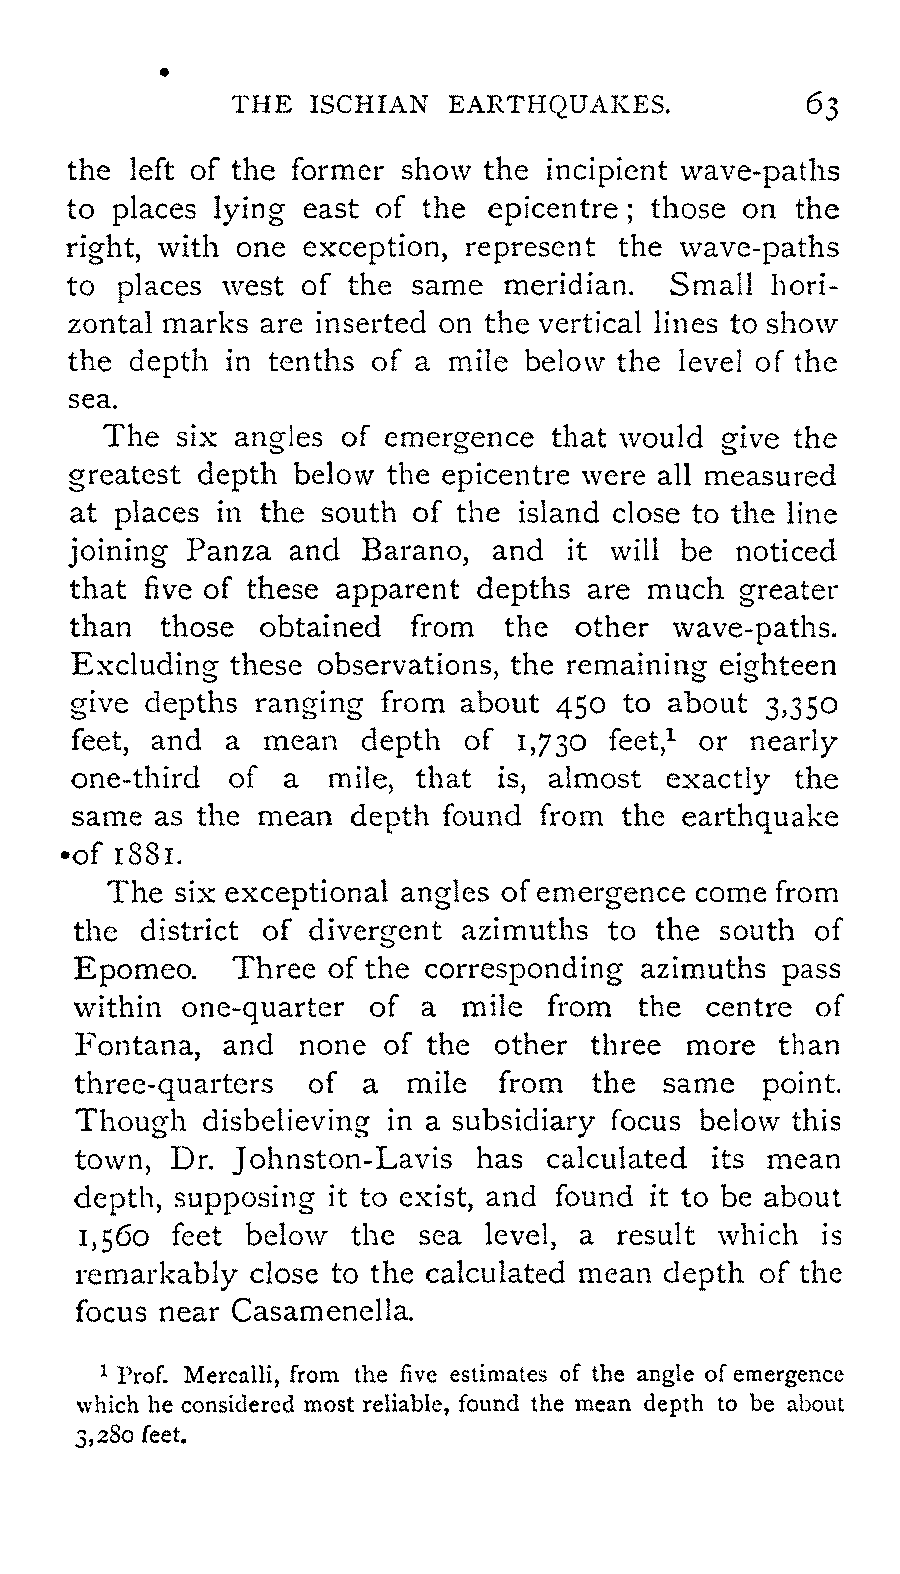 THE ISCHIAN EARTHQUAKES. 63
the left of the former show the incipient wave-paths
to places lying east of the epicentre; those on the
right, with one exception, represent the wave-paths
to places west of the same meridian. Small hori-
zontal marks are inserted on the vertical lines to show
the depth in tenths of a mile below the level of the
sea.
The six angles of emergence that would give the
greatest depth below the epicentre were all measured
at places in the south of the island close to the line
joining Panza and Barano, and it will be noticed
that five of these apparent depths are much greater
than those obtained from the other wave-paths.
Excluding these observations, the remaining eighteen
give depths ranging from about 450 to about 3,350
feet, and a mean depth of 1,730 feet,¹ or nearly
one-third of a mile, that is, almost exactly the
same as the mean depth found from the earthquake
•of 1881.
The six exceptional angles of emergence come from
the district of divergent azimuths to the south of
Epomeo. Three of the corresponding azimuths pass
within one-quarter of a mile from the centre of
Fontana, and none of the other three more than
three-quarters of a mile from the same point.
Though disbelieving in a subsidiary focus below this
town, Dr. Johnston-Lavis has calculated its mean
depth, supposing it to exist, and found it to be about
1,560 feet below the sea level, a result which is
remarkably close to the calculated mean depth of the
focus near Casamenella.
¹ Prof. Mercalli, from the five estimates of the angle of emergence
which he considered most reliable, found the mean depth to be about
3,280 feet.